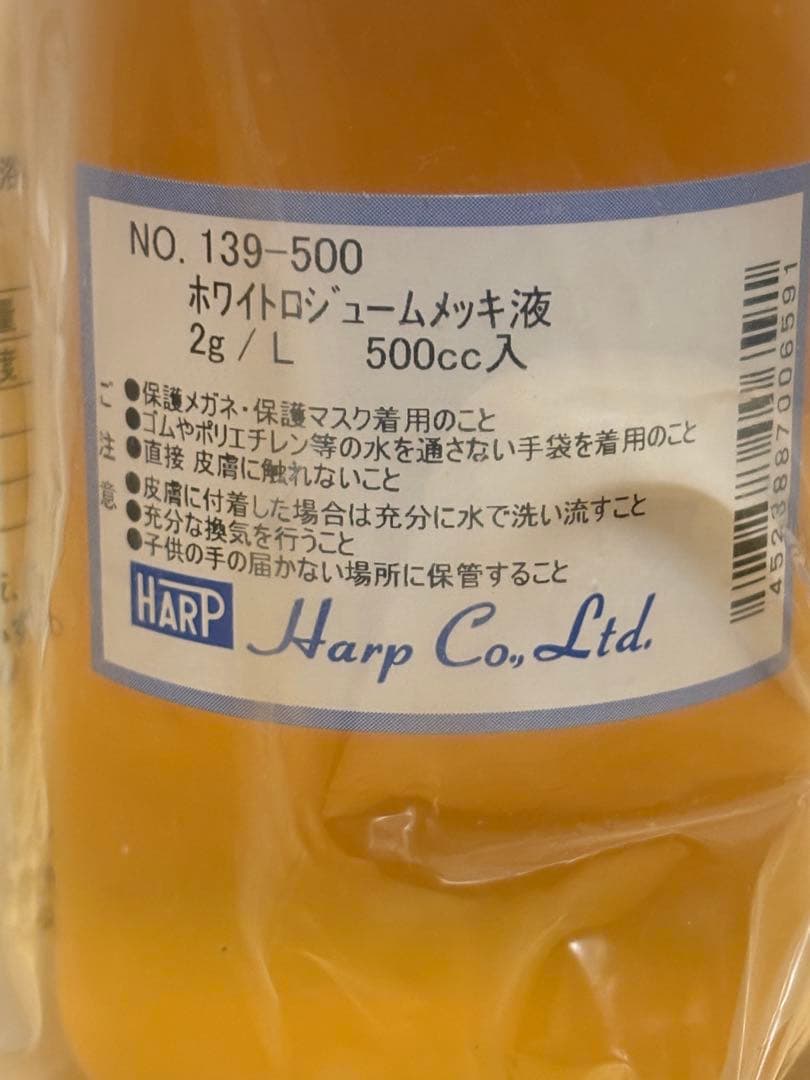 NO. 139-500
ホワイトロジュームメッキ液
2g / L 500cc入
ご注意
●保護メガネ・保護マスク着用のこと
●ゴムやポリエチレン等の水を通さない手袋を着用のこと
●直接 皮膚に触れないこと
●皮膚に付着した場合は充分に水で洗い流すこと
●充分な換気を行うこと
●子供の手の届かない場所に保管すること
HARP Harp Co., Ltd.
4523887006591
浴
量
度